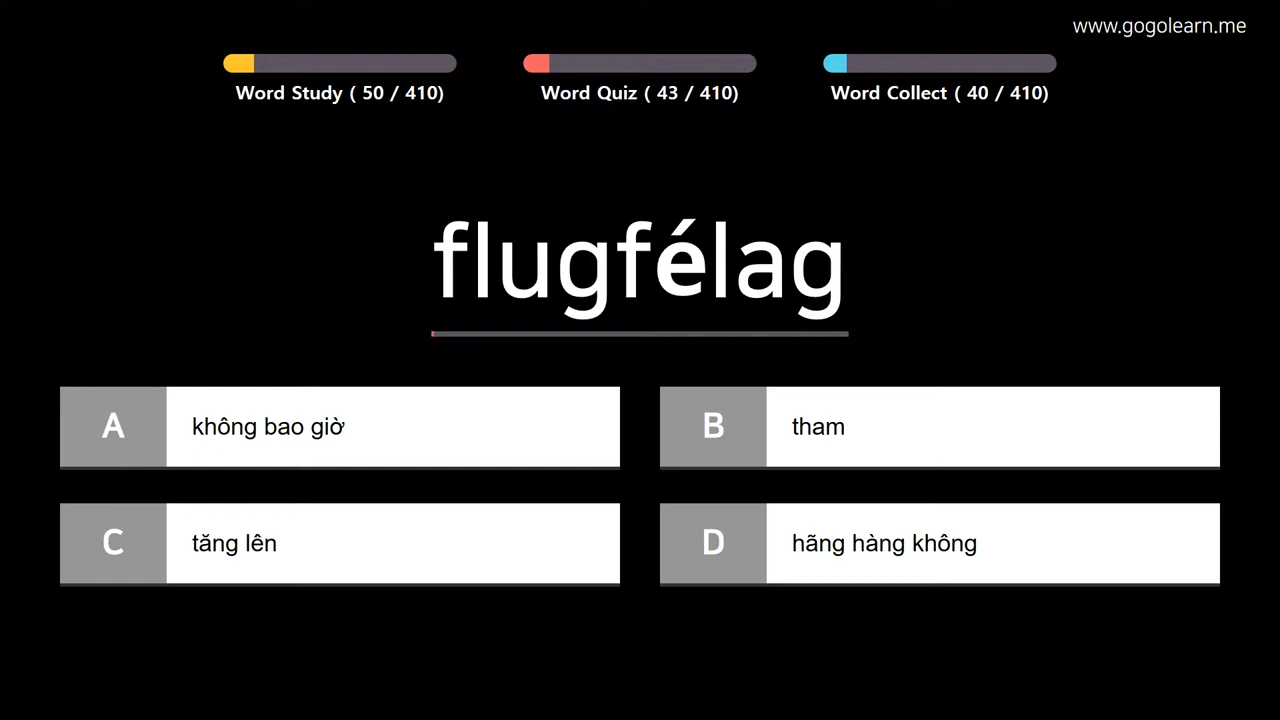 www.gogolearn.me
Word Study ( 50 / 410)
Word Quiz ( 43 / 410)
Word Collect ( 40 / 410)
flugfélag
A không bao giờ
B tham
C tăng lên
D hãng hàng không